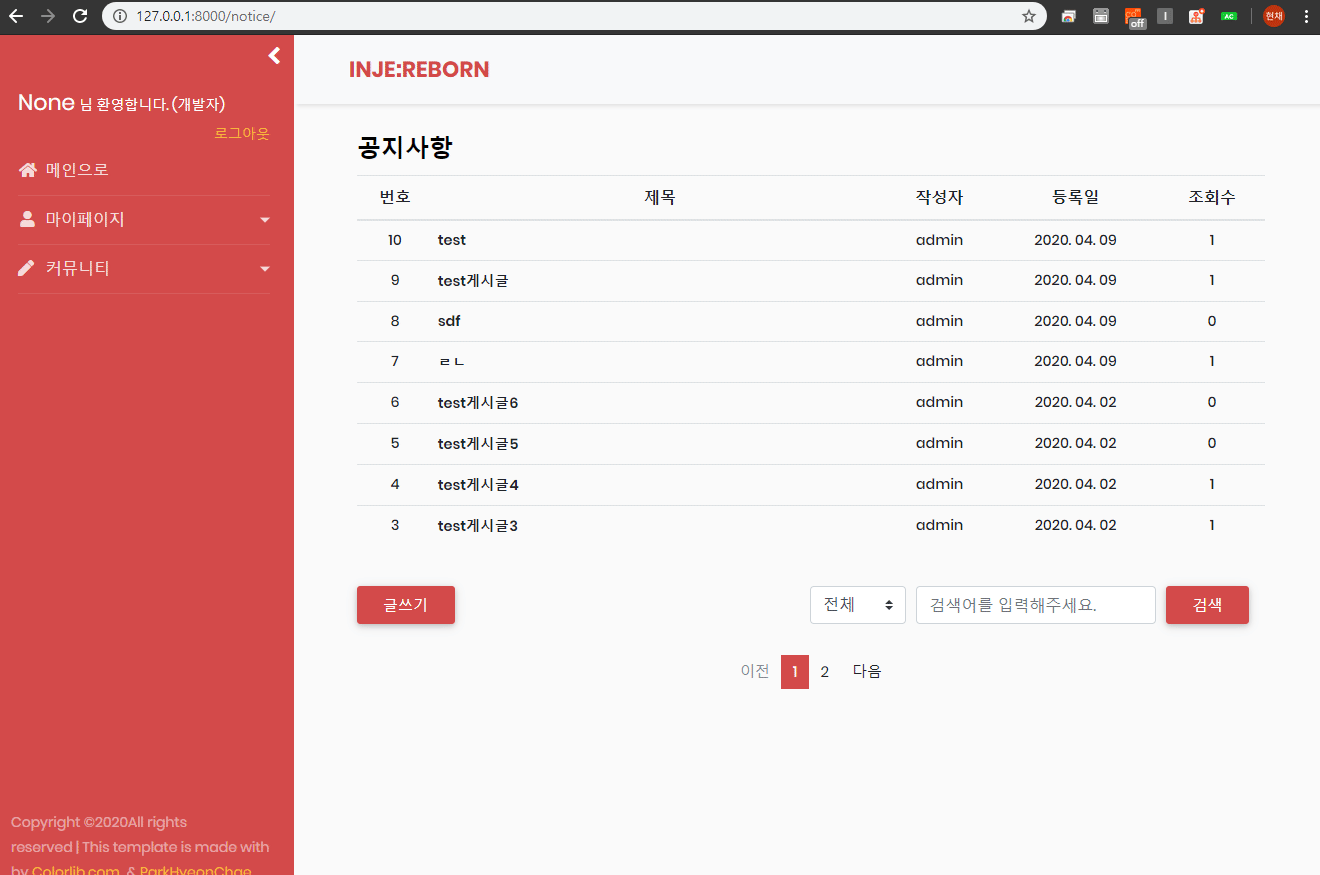 127.0.0.1:8000/notice/
off
AC
현채
None 님 환영합니다. (개발자)
로그아웃
메인으로
마이페이지
커뮤니티
INJE:REBORN
공지사항
번호 제목 작성자 등록일 조회수
10 test admin 2020. 04. 09 1
9 test게시글 admin 2020. 04. 09 1
8 sdf admin 2020. 04. 09 0
7 ㄹㄴ admin 2020. 04. 09 1
6 test게시글6 admin 2020. 04. 02 0
5 test게시글5 admin 2020. 04. 02 0
4 test게시글4 admin 2020. 04. 02 1
3 test게시글3 admin 2020. 04. 02 1
글쓰기 전체 검색어를 입력해주세요. 검색
이전 1 2 다음
Copyright ©2020All rights
reserved | This template is made with
by Colorlib.com & ParkHyeonChae